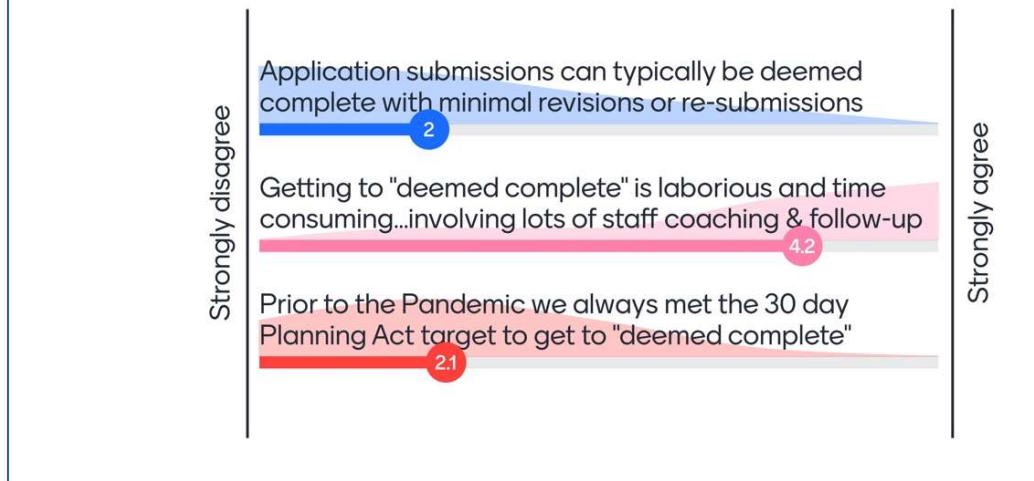 Strongly disagree
Application submissions can typically be deemed
complete with minimal revisions or re-submissions
2
Getting to "deemed complete" is laborious and time
consuming...involving lots of staff coaching & follow-up
4.2
Prior to the Pandemic we always met the 30 day
Planning Act target to get to "deemed complete"
2.1
Strongly agree